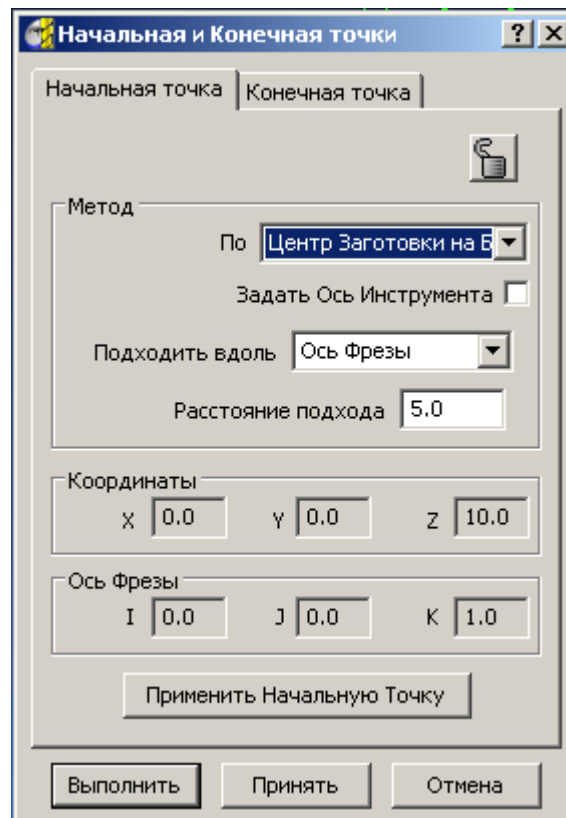 Начальная и Конечная точки
Начальная точка Конечная точка
Метод
По Центр Заготовки на Б
Задать Ось Инструмента
Подходить вдоль Ось Фрезы
Расстояние подхода 5.0
Координаты
X 0.0 Y 0.0 Z 10.0
Ось Фрезы
I 0.0 J 0.0 K 1.0
Применить Начальную Точку
Выполнить Принять Отмена